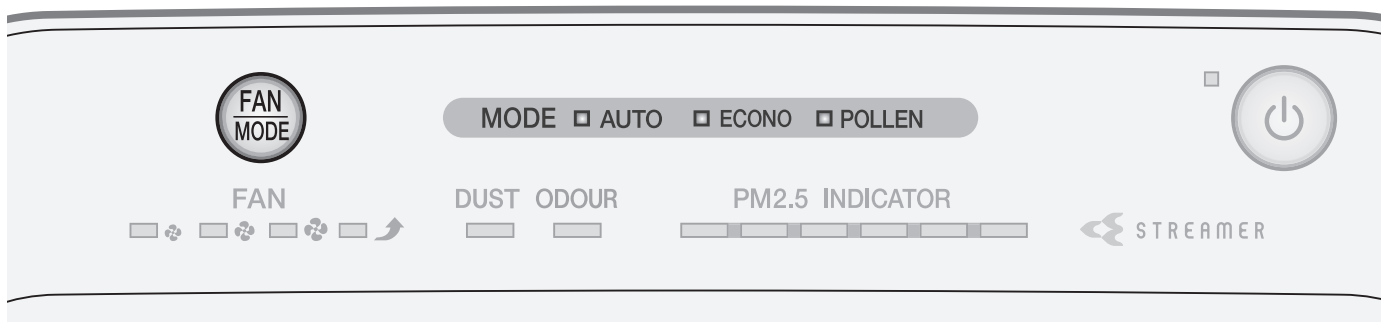 FAN
MODE
MODE AUTO ECONO POLLEN
FAN DUST ODOUR PM2.5 INDICATOR
STREAMER